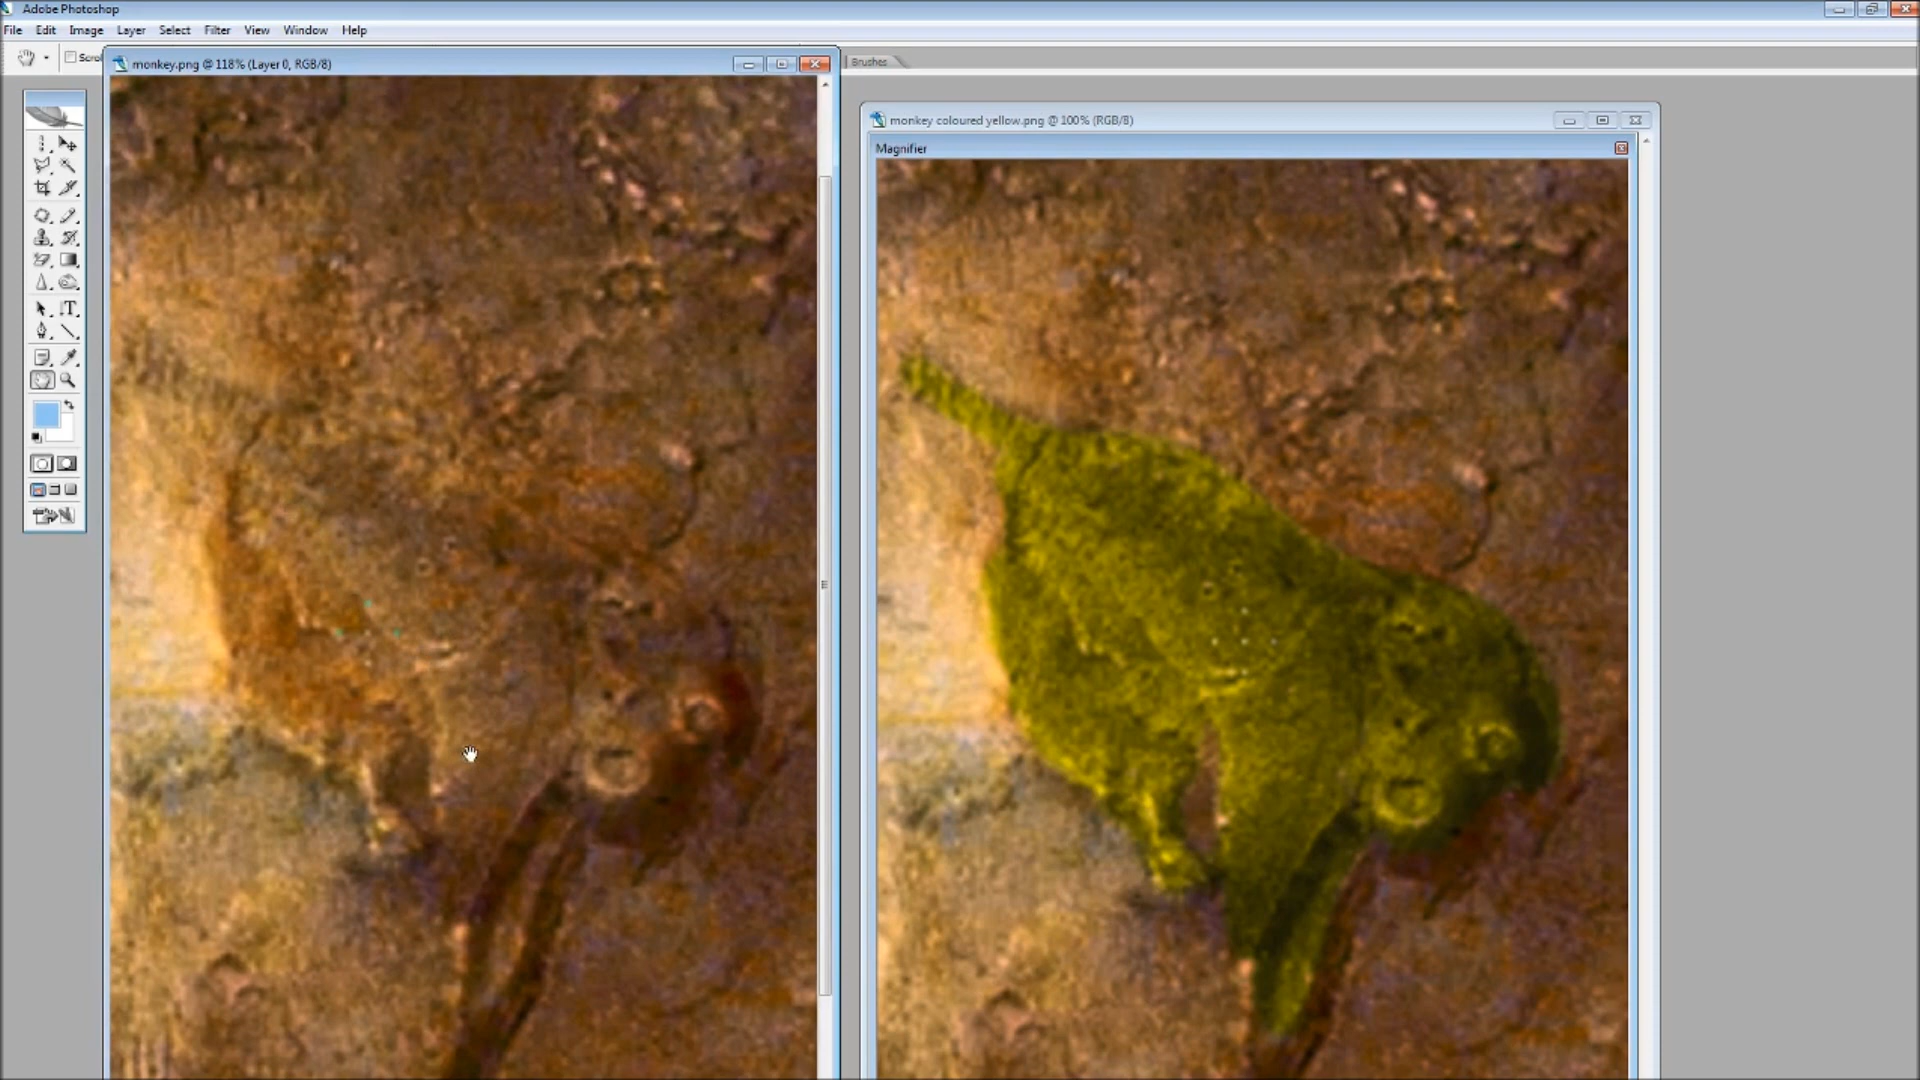 Adobe Photoshop
File Edit Image Layer Select Filter View Window Help
Scrol
monkey.png @ 118% (Layer 0, RGB/8)
Brushes
monkey coloured yellow.png @ 100% (RGB/8)
Magnifier